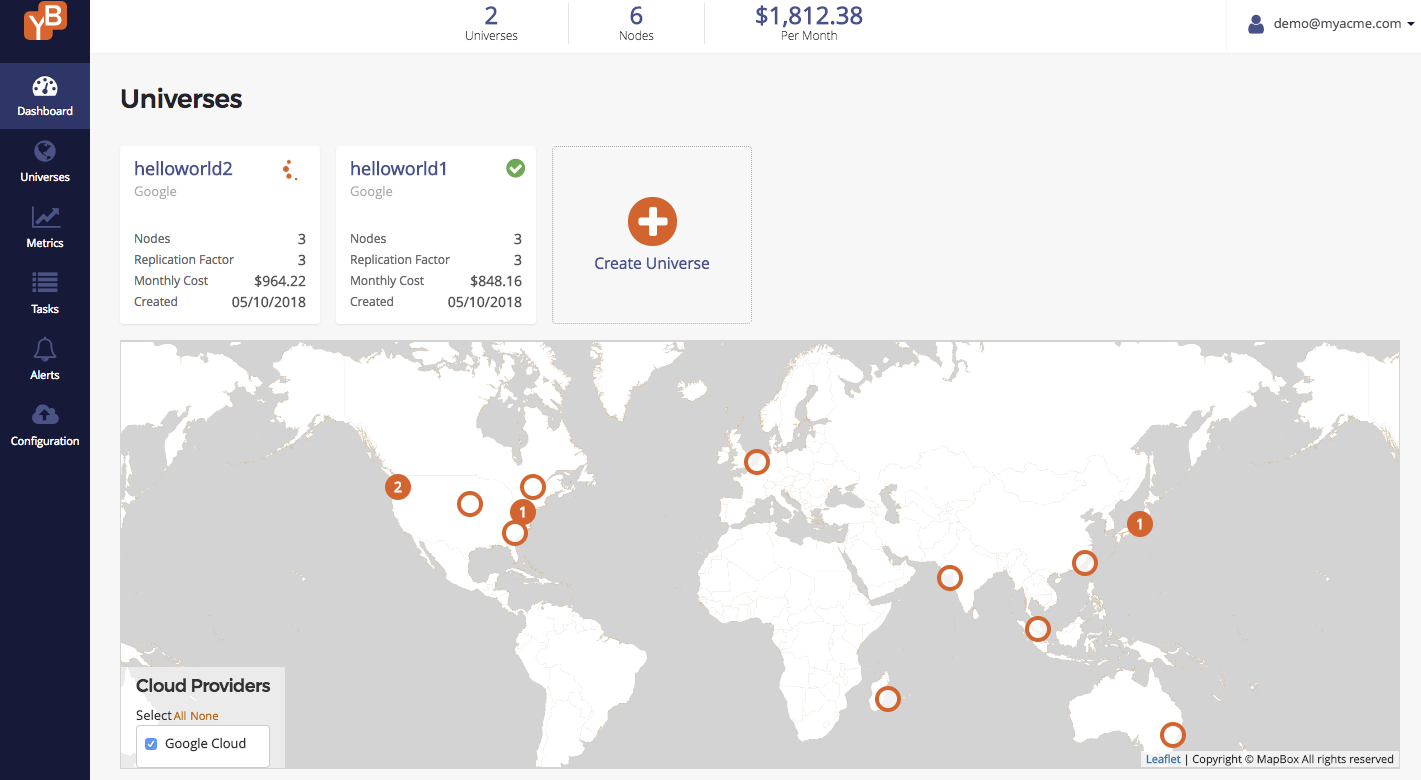 YB
2
Universes
6
Nodes
$1,812.38
Per Month
demo@myacme.com
Dashboard
Universes
Metrics
Tasks
Alerts
Configuration
Universes
helloworld2
Google
Nodes 3
Replication Factor 3
Monthly Cost $964.22
Created 05/10/2018
helloworld1
Google
Nodes 3
Replication Factor 3
Monthly Cost $848.16
Created 05/10/2018
Create Universe
2
1
1
Cloud Providers
Select All None
Google Cloud
Leaflet | Copyright © MapBox All rights reserved